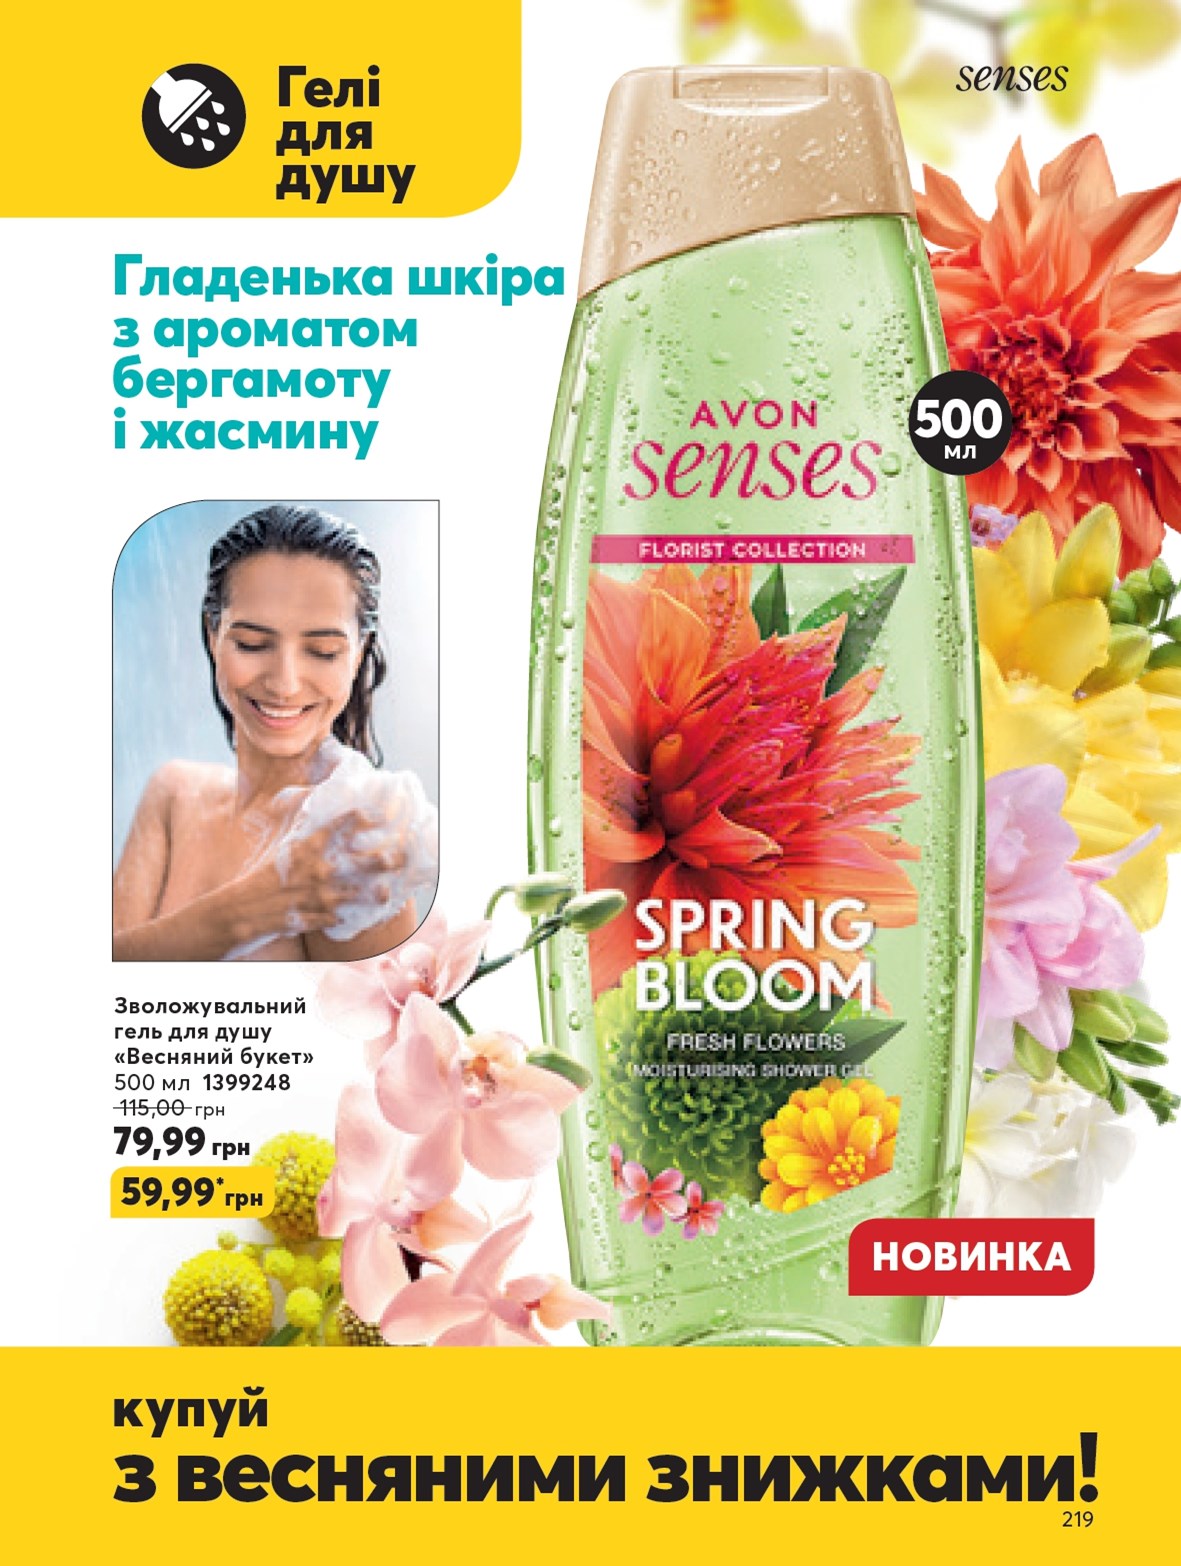 Гелі
для
душу
senses
Гладенька шкіра
з ароматом
бергамоту
і жасмину
500
мл
AVON
senses
FLORIST COLLECTION
SPRING
BLOOM
FRESH FLOWERS
MOISTURISING SHOWER GEL
Зволожувальний
гель для душу
«Весняний букет»
500 мл 1399248
115,00 грн
79,99 грн
59,99* грн
НОВИНКА
купуй
з весняними знижками!
219